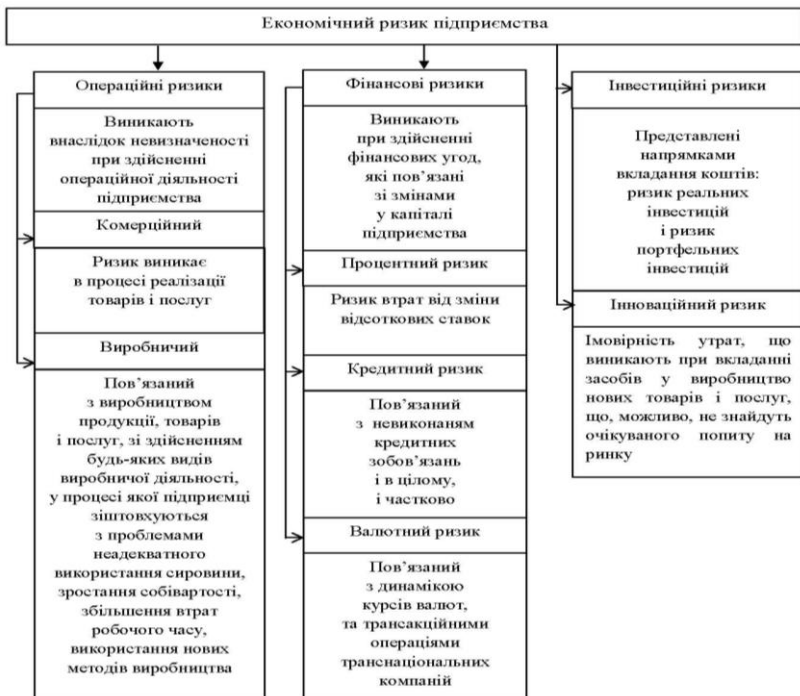 Економічний ризик підприємства
Операційні ризики
Виникають
внаслідок невизначеності
при здійсненні
операційної діяльності
підприємства
Комерційний
Ризик виникає
в процесі реалізації
товарів і послуг
Виробничий
Пов’язаний
з виробництвом
продукції, товарів
і послуг, зі здійсненням
будь-яких видів
виробничої діяльності,
у процесі якої підприємці
зіштовхуються
з проблемами
неадекватного
використання сировини,
зростання собівартості,
збільшення втрат
робочого часу,
використання нових
методів виробництва
Фінансові ризики
Виникають
при здійсненні
фінансових угод,
які пов’язані
зі змінами
у капіталі
підприємства
Процентний ризик
Ризик втрат від зміни
відсоткових ставок
Кредитний ризик
Пов’язаний
з невиконаням
кредитних
зобов’язань
і в цілому,
і частково
Валютний ризик
Пов’язаний
з динамікою
курсів валют,
та трансакційними
операціями
транснаціональних
компаній
Інвестиційні ризики
Представлені
напрямками
вкладання коштів:
ризик реальних
інвестицій
і ризик
портфельних
інвестицій
Інноваційний ризик
Імовірність утрат, що
виникають при вкладанні
засобів у виробництво
нових товарів і послуг,
що, можливо, не знайдуть
очікуваного попиту на
ринку